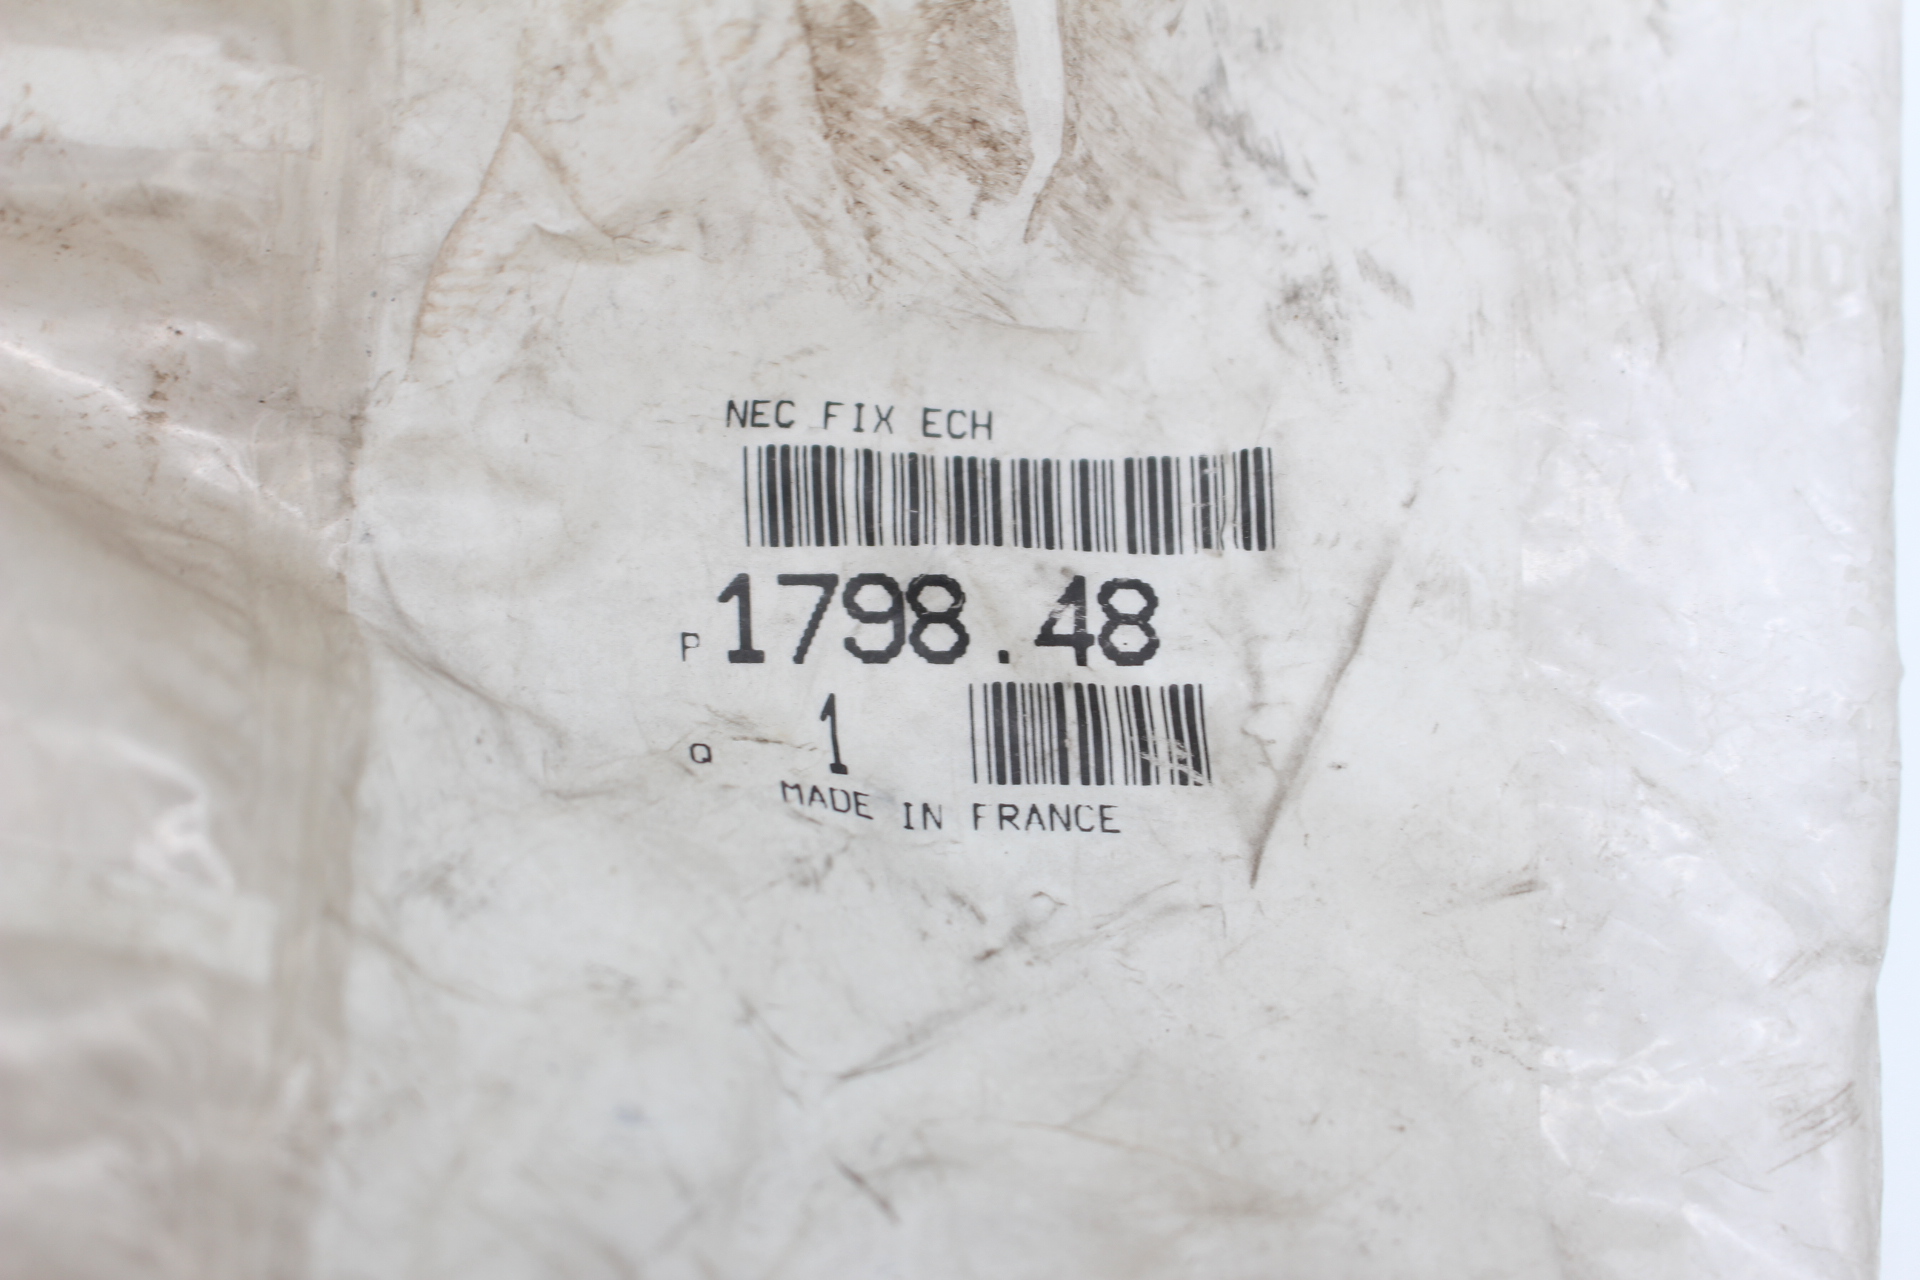 NEC FIX ECH
P 1798.48
Q 1
MADE IN FRANCE